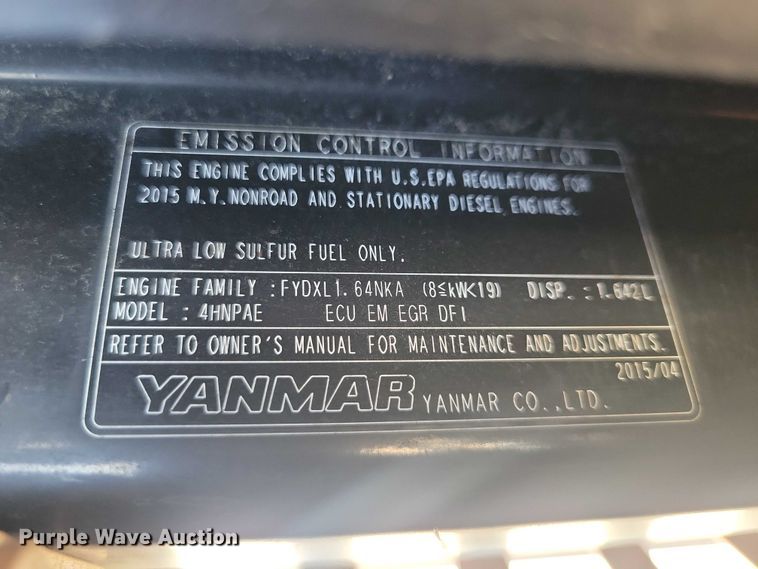 EMISSION CONTROL INFORMATION
THIS ENGINE COMPLIES WITH U.S.EPA REGULATIONS FOR
2015 M.Y.NONROAD AND STATIONARY DIESEL ENGINES.
ULTRA LOW SULFUR FUEL ONLY.
ENGINE FAMILY :FYDXL1.64NKA (8≤kW<19) DISP. :1.642L
MODEL : 4HNPAE ECU EM EGR DFI
REFER TO OWNER'S MANUAL FOR MAINTENANCE AND ADJUSTMENTS.
2015/04
YANMAR YANMAR CO.,LTD.
Purple Wave Auction